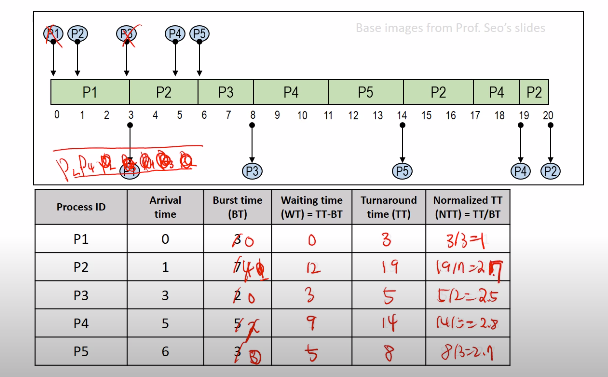 Base images from Prof. Seo's slides
P1 P2 P3 P4 P5
P1 P2 P3 P4 P5 P2 P4 P2
0 1 2 3 4 5 6 7 8 9 10 11 12 13 14 15 16 17 18 19 20
P2 P4
P3 P5 P4 P2
Process ID Arrival time Burst time (BT) Waiting time (WT) = TT-BT Turnaround time (TT) Normalized TT (NTT) = TT/BT
P1 0 3 0 0 3 3/3=1
P2 1 7 4 12 19 19/7=2.7
P3 3 2 0 3 5 5/2=2.5
P4 5 5 2 9 14 14/5=2.8
P5 6 3 0 5 8 8/3=2.7